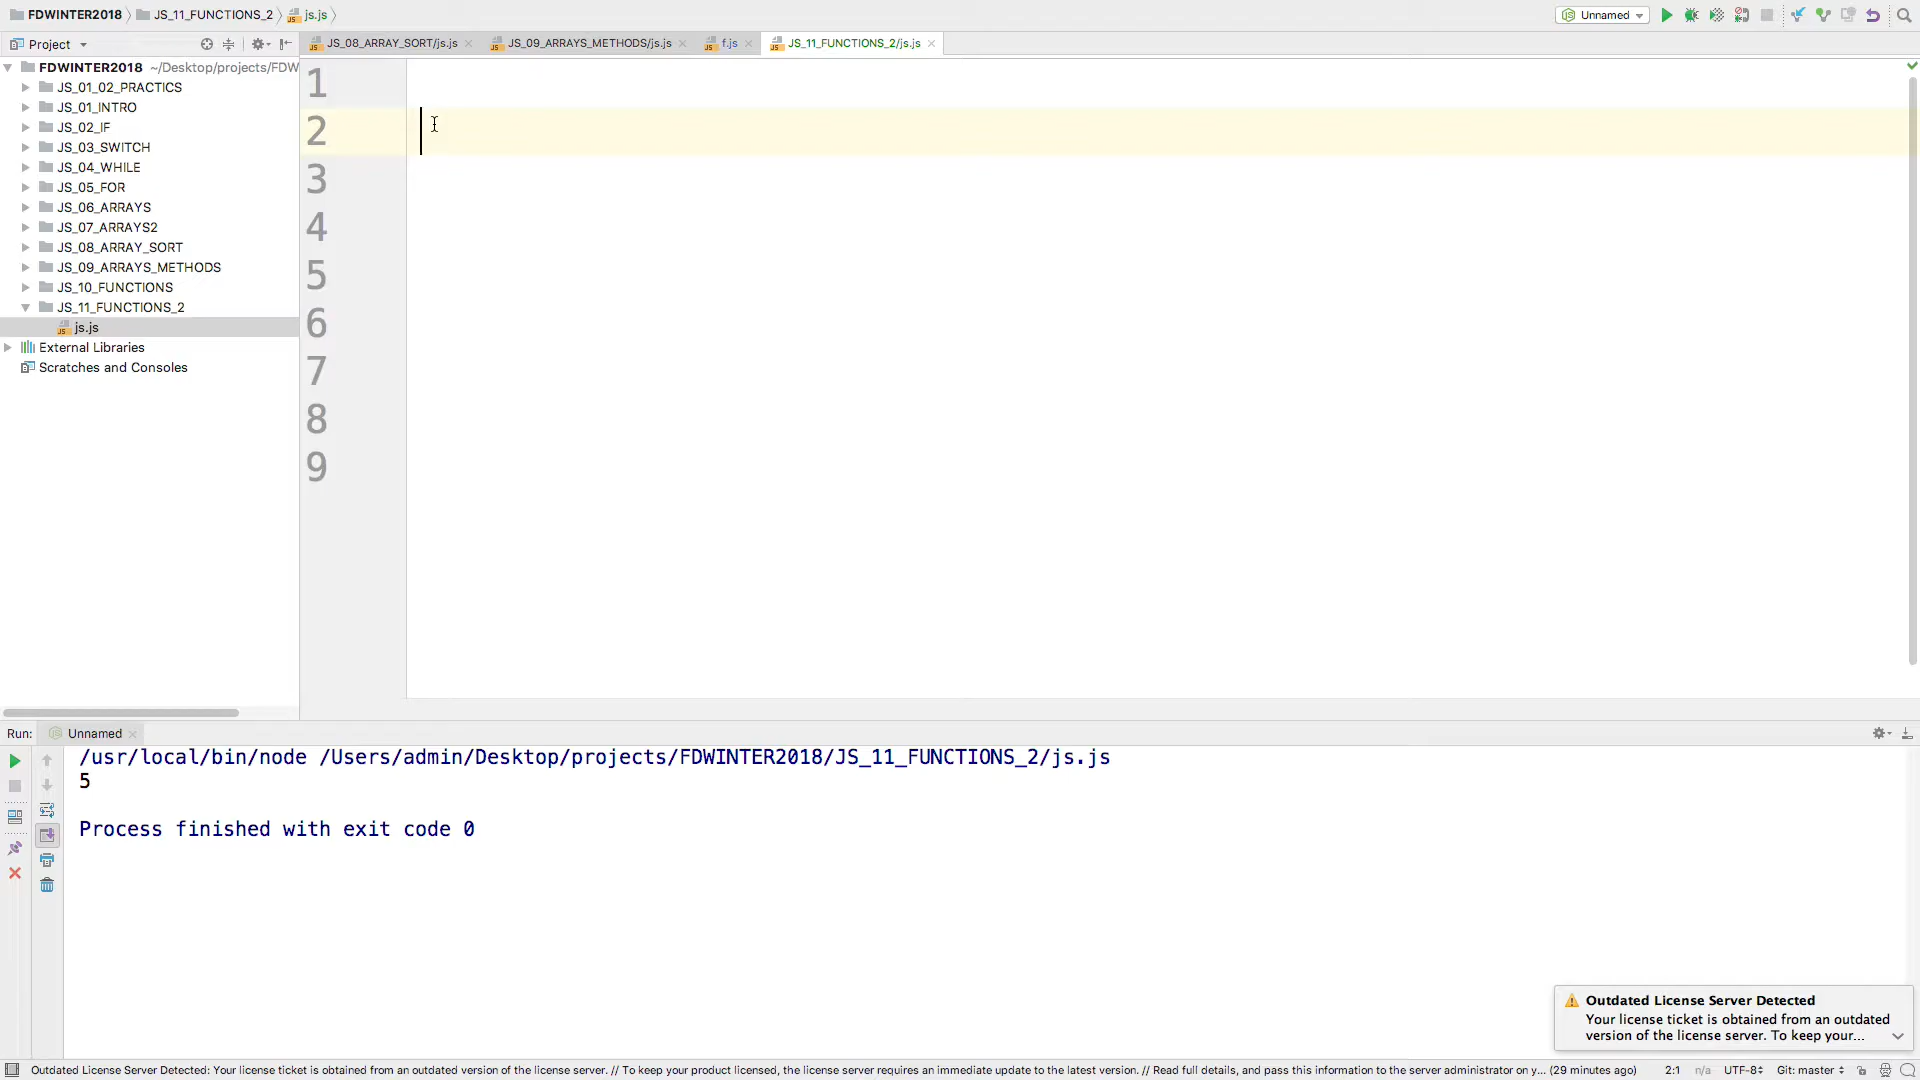 FDWINTER2018 JS_11_FUNCTIONS_2 js.js Unnamed
Project JS_08_ARRAY_SORT/js.js JS_09_ARRAYS_METHODS/js.js f.js JS_11_FUNCTIONS_2/js.js
FDWINTER2018 ~/Desktop/projects/FDW
JS_01_02_PRACTICS
JS_01_INTRO
JS_02_IF
JS_03_SWITCH
JS_04_WHILE
JS_05_FOR
JS_06_ARRAYS
JS_07_ARRAYS2
JS_08_ARRAY_SORT
JS_09_ARRAYS_METHODS
JS_10_FUNCTIONS
JS_11_FUNCTIONS_2
js.js
External Libraries
Scratches and Consoles
1
2
3
4
5
6
7
8
9
Run: Unnamed
/usr/local/bin/node /Users/admin/Desktop/projects/FDWINTER2018/JS_11_FUNCTIONS_2/js.js
5
Process finished with exit code 0
Outdated License Server Detected
Your license ticket is obtained from an outdated
version of the license server. To keep your...
Outdated License Server Detected: Your license ticket is obtained from an outdated version of the license server. // To keep your product licensed, the license server requires an immediate update to the latest version. // Read full details, and pass this information to the server administrator on y... (29 minutes ago) 2:1 n/a UTF-8 Git: master